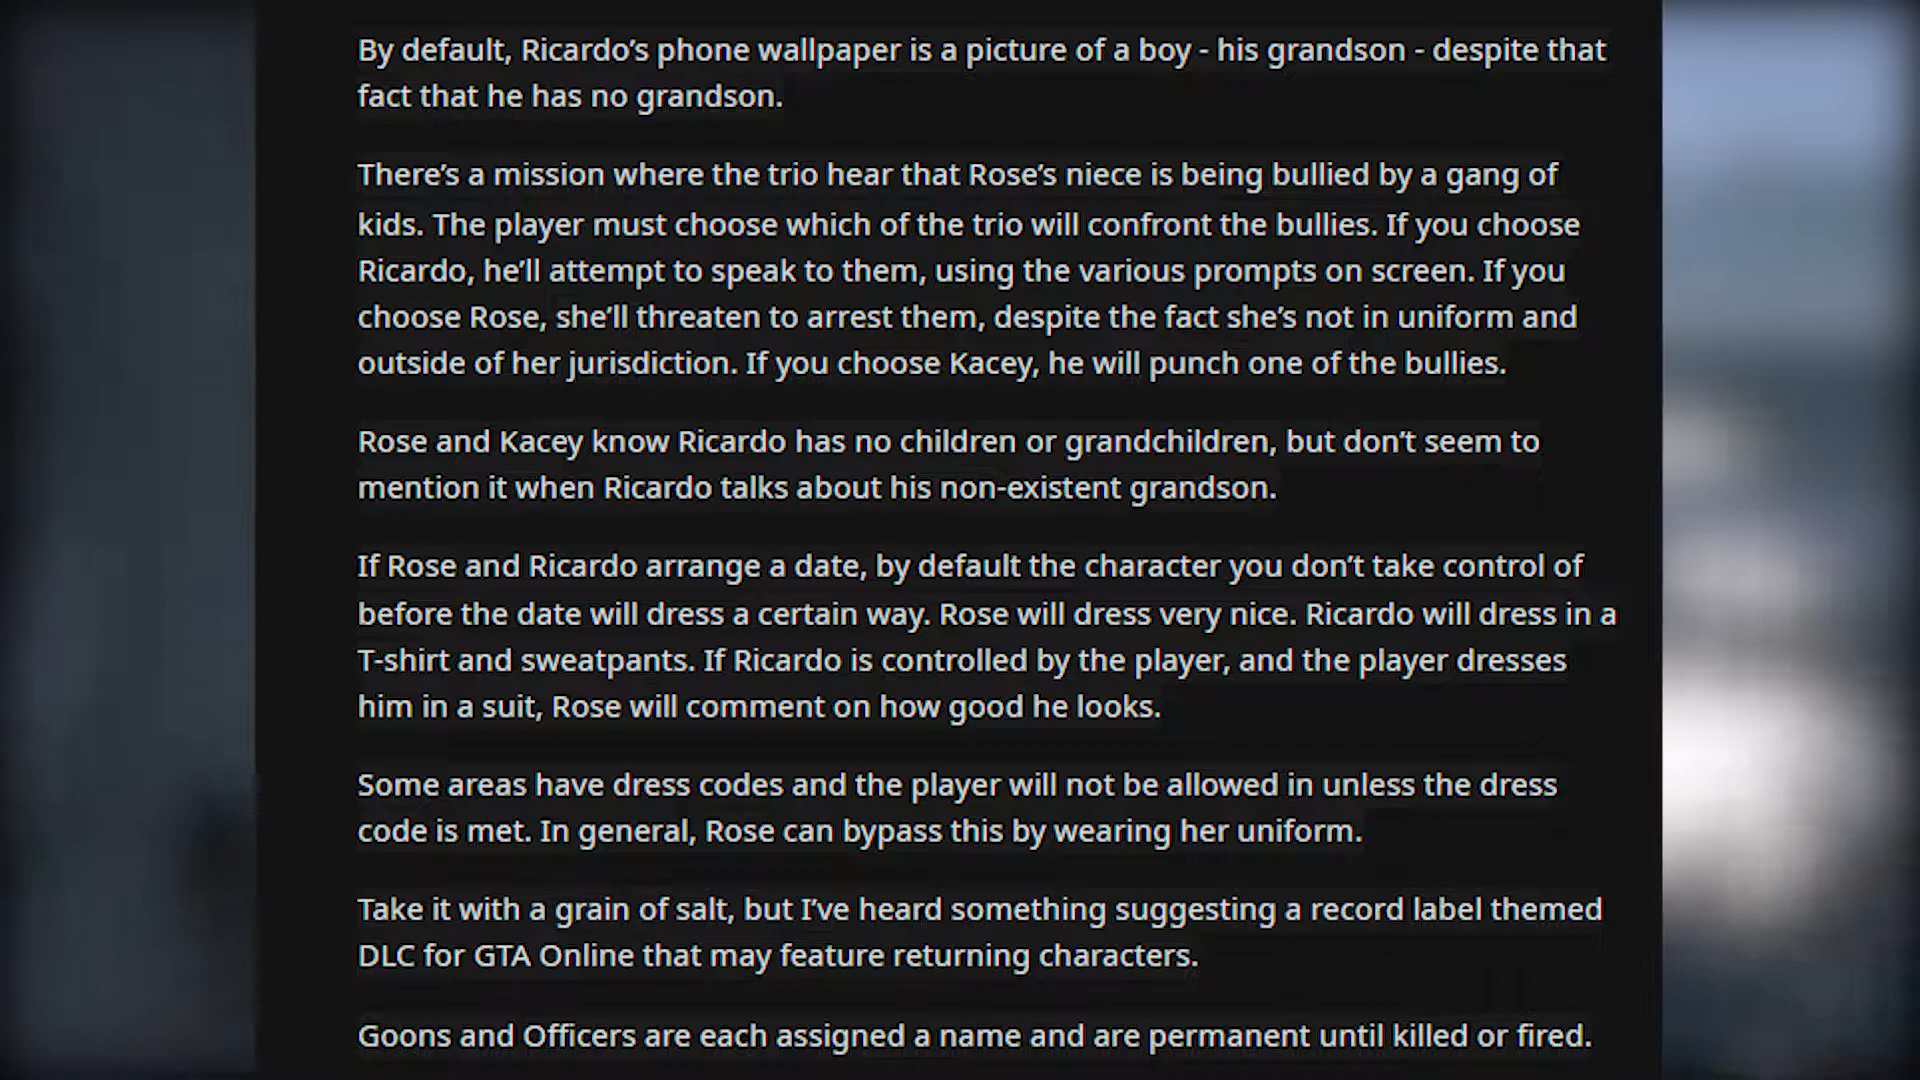 By default, Ricardo’s phone wallpaper is a picture of a boy - his grandson - despite that
fact that he has no grandson.
There’s a mission where the trio hear that Rose’s niece is being bullied by a gang of
kids. The player must choose which of the trio will confront the bullies. If you choose
Ricardo, he’ll attempt to speak to them, using the various prompts on screen. If you
choose Rose, she’ll threaten to arrest them, despite the fact she’s not in uniform and
outside of her jurisdiction. If you choose Kacey, he will punch one of the bullies.
Rose and Kacey know Ricardo has no children or grandchildren, but don’t seem to
mention it when Ricardo talks about his non-existent grandson.
If Rose and Ricardo arrange a date, by default the character you don’t take control of
before the date will dress a certain way. Rose will dress very nice. Ricardo will dress in a
T-shirt and sweatpants. If Ricardo is controlled by the player, and the player dresses
him in a suit, Rose will comment on how good he looks.
Some areas have dress codes and the player will not be allowed in unless the dress
code is met. In general, Rose can bypass this by wearing her uniform.
Take it with a grain of salt, but I’ve heard something suggesting a record label themed
DLC for GTA Online that may feature returning characters.
Goons and Officers are each assigned a name and are permanent until killed or fired.